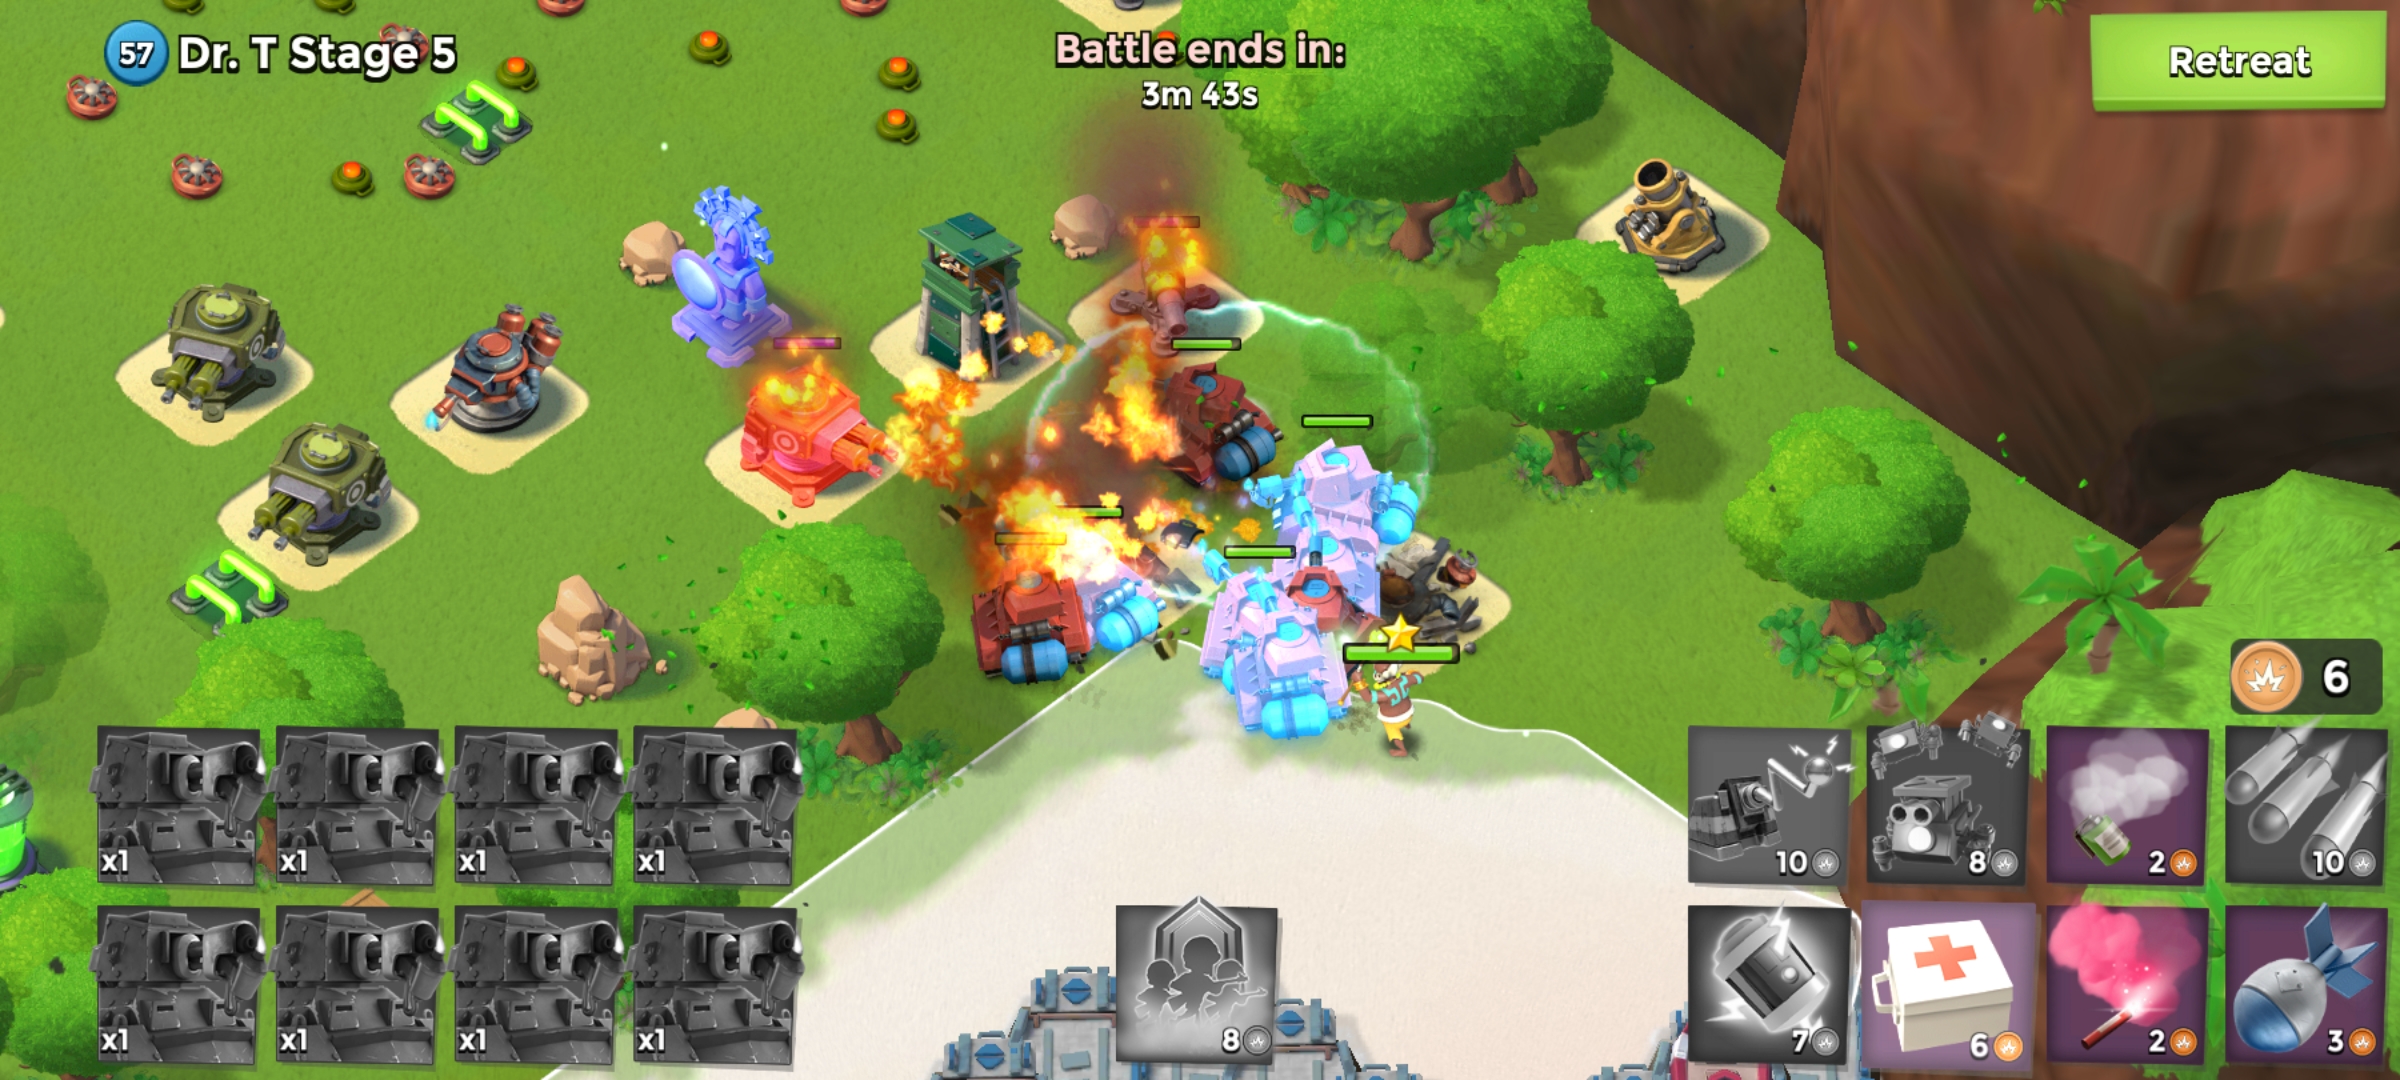 57 Dr. T Stage 5
Battle ends in:
3m 43s
Retreat
6
x1 x1 x1 x1
10 8 2 10
x1 x1 x1 x1
8
7 6 2 3